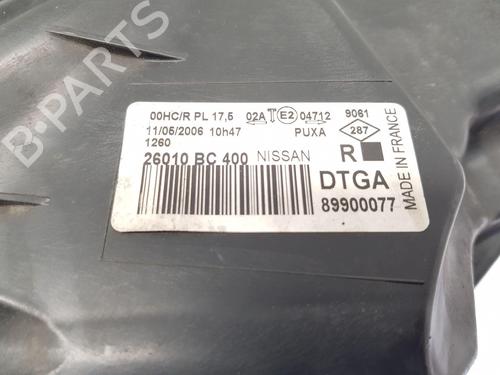 00HC/R PL 17,5 02A T E2 04712 9061
11/05/2006 10h47 PUXA 287
1260
26010 BC 400 NISSAN R
DTGA
89900077
MADE IN FRANCE
B-PARTS